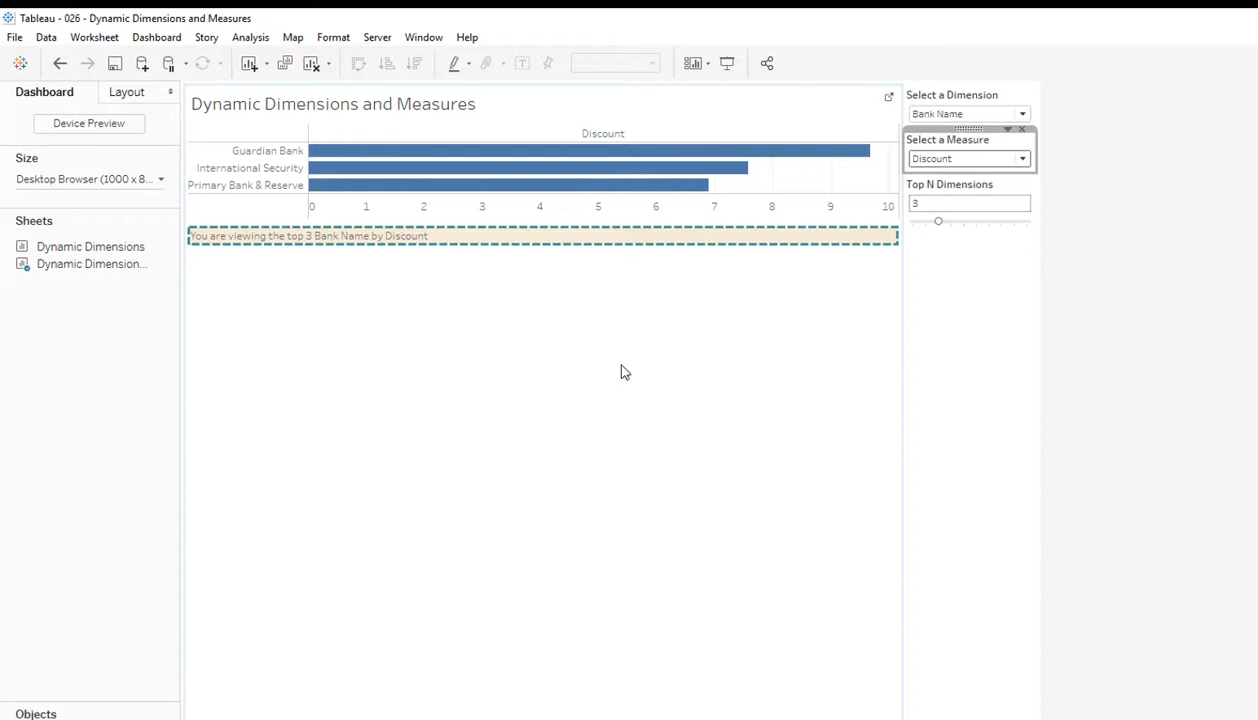 Tableau - 026 - Dynamic Dimensions and Measures
File Data Worksheet Dashboard Story Analysis Map Format Server Window Help
Dashboard Layout
Device Preview
Size
Desktop Browser (1000 x 8...
Sheets
Dynamic Dimensions
Dynamic Dimension...
Objects
Dynamic Dimensions and Measures
Discount
Guardian Bank
International Security
Primary Bank & Reserve
0 1 2 3 4 5 6 7 8 9 10
You are viewing the top 3 Bank Name by Discount
Select a Dimension
Bank Name
Select a Measure
Discount
Top N Dimensions
3